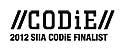 //CODiE//
2012 SIIA CODiE FINALIST